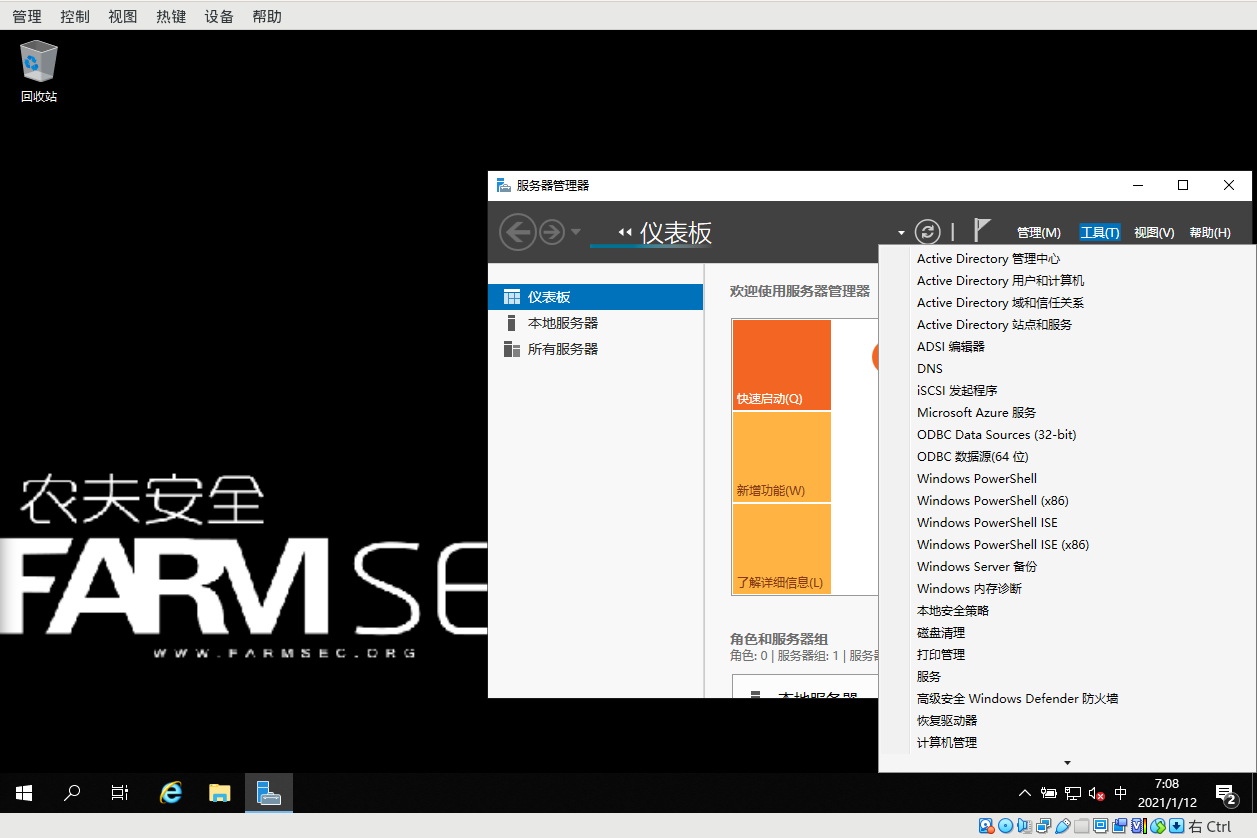 管理 控制 视图 热键 设备 帮助
回收站
服务器管理器
仪表板
管理(M) 工具(T) 视图(V) 帮助(H)
仪表板
本地服务器
所有服务器
欢迎使用服务器管理器
快速启动(Q)
新增功能(W)
了解详细信息(L)
角色和服务器组
角色: 0 | 服务器组: 1 | 服务器
本地服务器
Active Directory 管理中心
Active Directory 用户和计算机
Active Directory 域和信任关系
Active Directory 站点和服务
ADSI 编辑器
DNS
iSCSI 发起程序
Microsoft Azure 服务
ODBC Data Sources (32-bit)
ODBC 数据源(64 位)
Windows PowerShell
Windows PowerShell (x86)
Windows PowerShell ISE
Windows PowerShell ISE (x86)
Windows Server 备份
Windows 内存诊断
本地安全策略
磁盘清理
打印管理
服务
高级安全 Windows Defender 防火墙
恢复驱动器
计算机管理
农夫安全
FARMSE
WWW.FARMSEC.ORG
中
7:08
2021/1/12
2
右 Ctrl